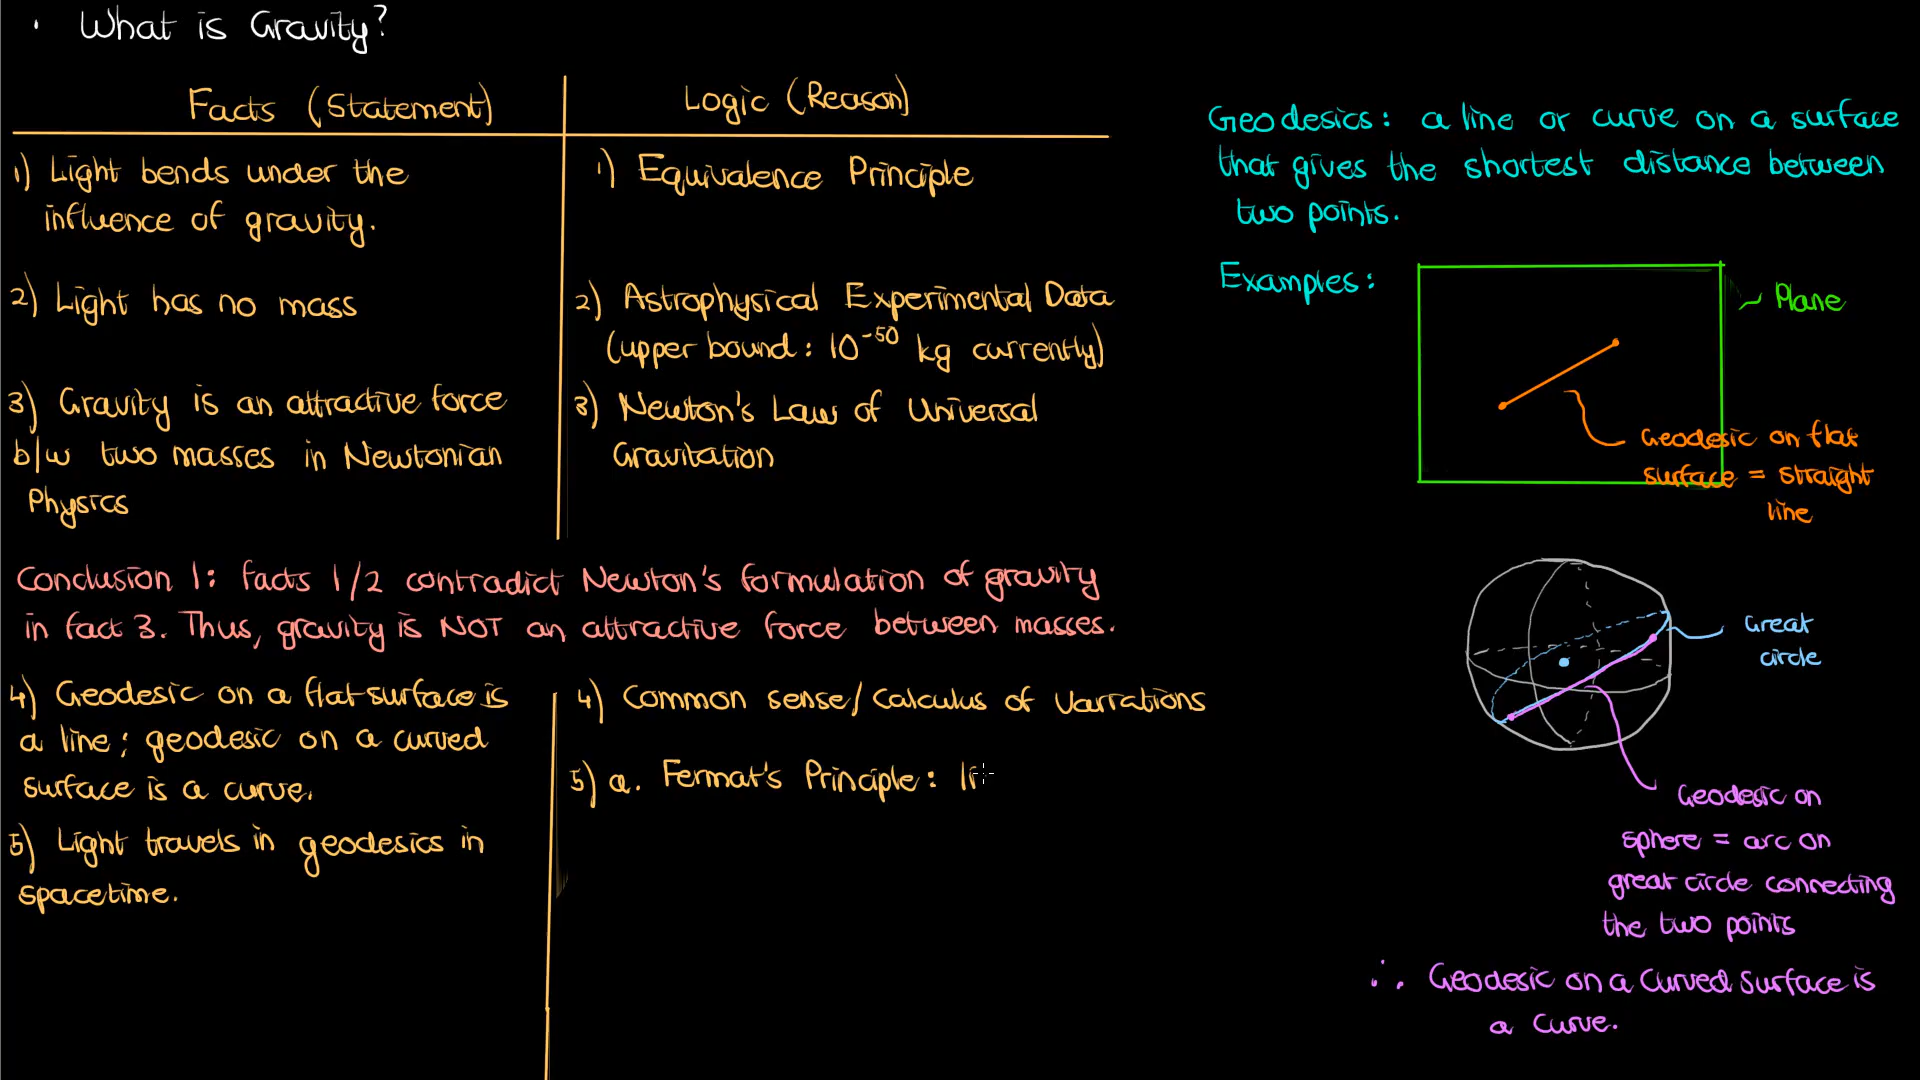 • What is Gravity?
Facts (Statement)
Logic (Reason)
1) Light bends under the
influence of gravity.
1) Equivalence Principle
2) Light has no mass
2) Astrophysical Experimental Data
(upper bound: 10⁻⁵⁰ kg currently)
3) Gravity is an attractive force
b/w two masses in Newtonian
Physics
3) Newton's Law of Universal
Gravitation
Conclusion 1: Facts 1/2 contradict Newton's formulation of gravity
in fact 3. Thus, gravity is NOT an attractive force between masses.
4) Geodesic on a flat surface is
a line; geodesic on a curved
surface is a curve.
4) Common sense/Calculus of Variations
5) Light travels in geodesics in
spacetime.
5) a. Fermat's Principle: li
Geodesics: a line or curve on a surface
that gives the shortest distance between
two points.
Examples:
Plane
Geodesic on flat
surface = straight
line
Great
circle
Geodesic on
sphere = arc on
great circle connecting
the two points
∴ Geodesic on a Curved Surface is
a Curve.